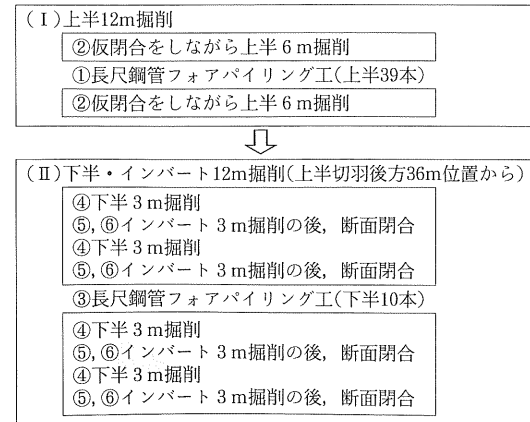 (Ⅰ)上半12m掘削
②仮閉合をしながら上半6m掘削
①長尺鋼管フォアパイリング工(上半39本)
②仮閉合をしながら上半6m掘削
(Ⅱ)下半・インバート12m掘削(上半切羽後方36m位置から)
④下半3m掘削
⑤,⑥インバート3m掘削の後，断面閉合
④下半3m掘削
⑤,⑥インバート3m掘削の後，断面閉合
③長尺鋼管フォアパイリング工(下半10本)
④下半3m掘削
⑤,⑥インバート3m掘削の後，断面閉合
④下半3m掘削
⑤,⑥インバート3m掘削の後，断面閉合